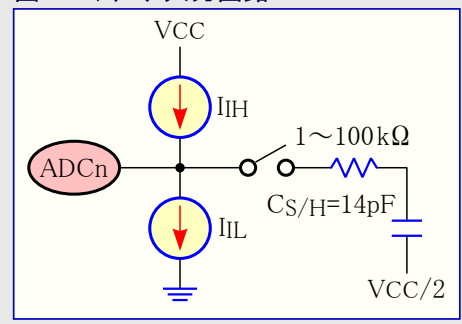 VCC
IIH
1～100kΩ
ADCn
CS/H=14pF
IIL
VCC/2